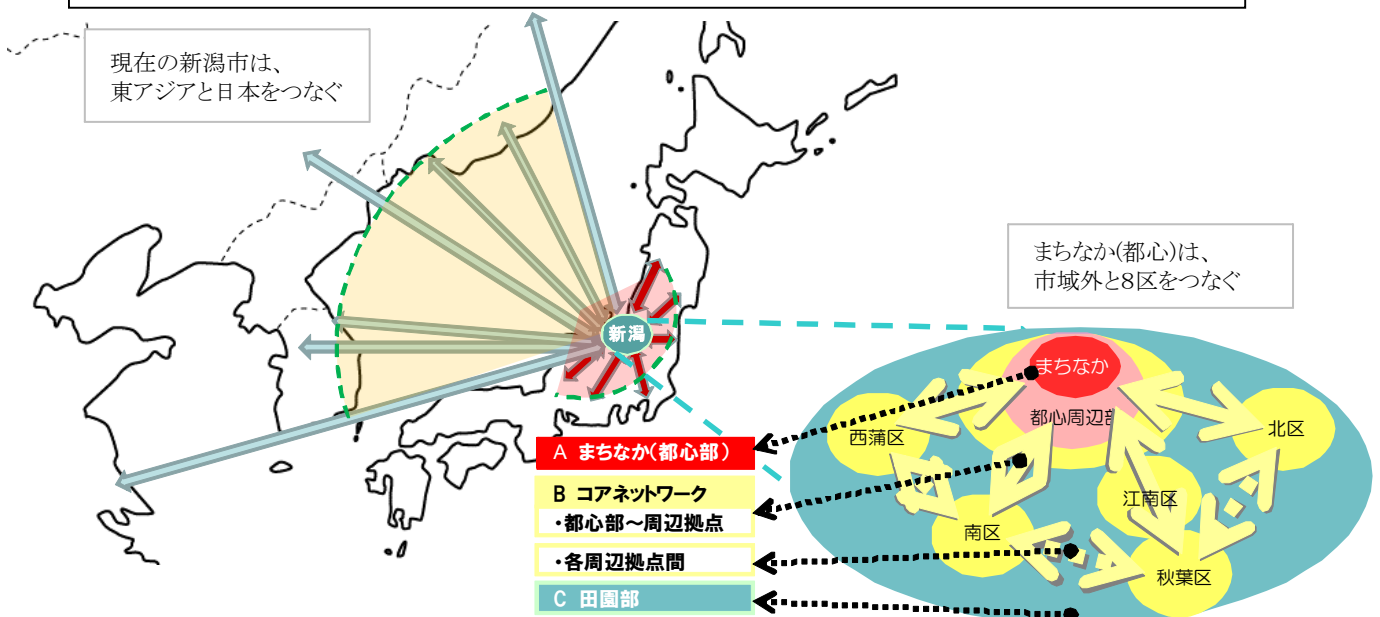 現在の新潟市は、
東アジアと日本をつなぐ
新潟
まちなか(都心)は、
市域外と8区をつなぐ
まちなか
都心周辺部
西蒲区
北区
江南区
南区
秋葉区
A まちなか(都心部)
B コアネットワーク
・都心部～周辺拠点
・各周辺拠点間
C 田園部